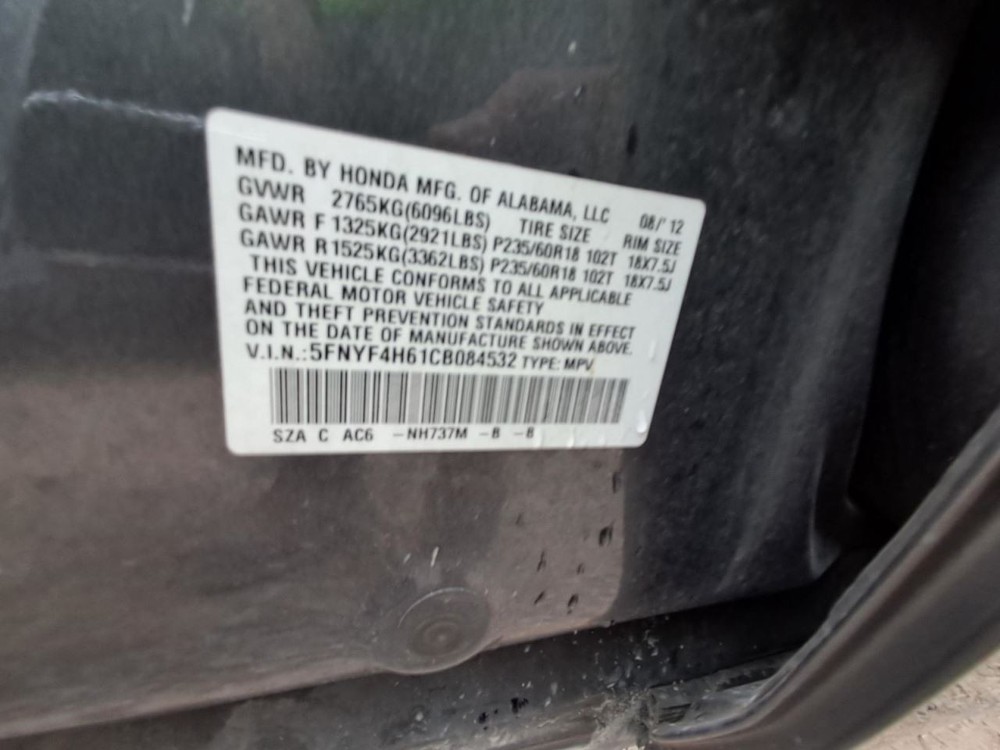 MFD. BY HONDA MFG. OF ALABAMA, LLC 08/'12
GVWR 2765KG(6096LBS) TIRE SIZE RIM SIZE
GAWR F 1325KG(2921LBS) P235/60R18 102T 18X7.5J
GAWR R1525KG(3362LBS) P235/60R18 102T 18X7.5J
THIS VEHICLE CONFORMS TO ALL APPLICABLE
FEDERAL MOTOR VEHICLE SAFETY
AND THEFT PREVENTION STANDARDS IN EFFECT
ON THE DATE OF MANUFACTURE SHOWN ABOVE.
V.I.N.:5FNYF4H61CB084532 TYPE: MPV
SZA C AC6 -NH737M -B -B